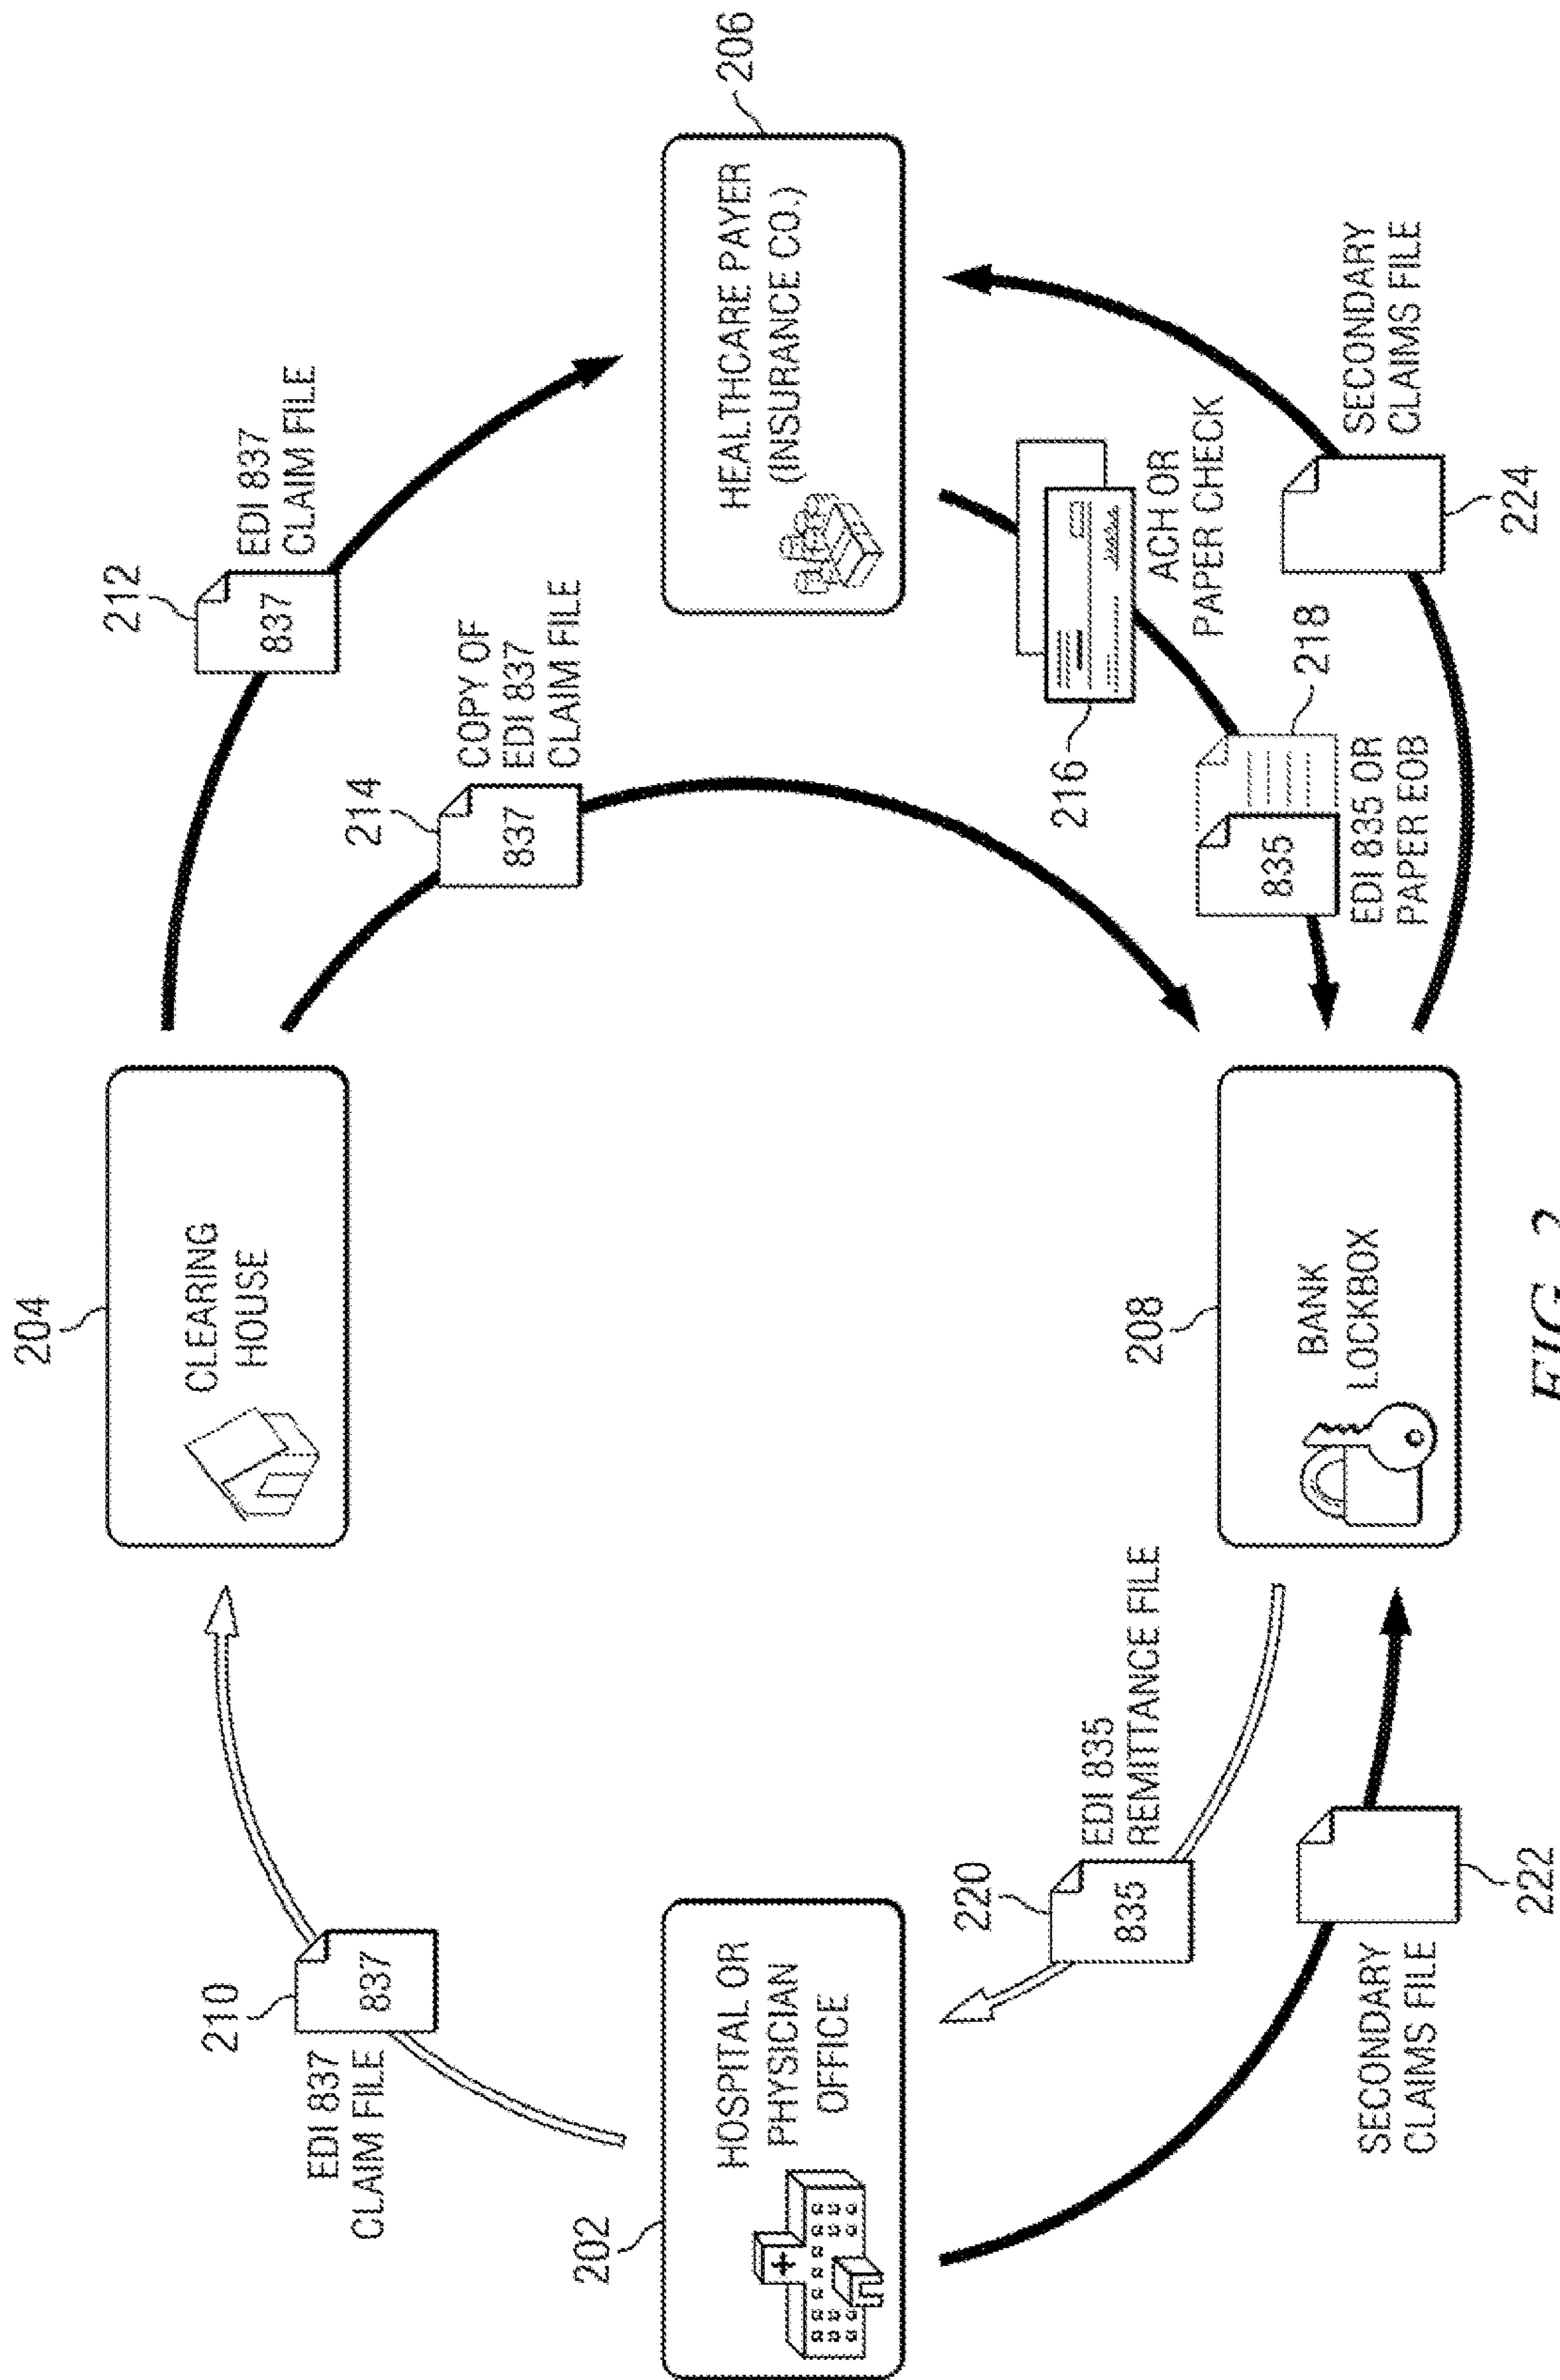 204
CLEARING
HOUSE
210
837
EDI 837
CLAIM FILE
212
837
EDI 837
CLAIM FILE
214
837
COPY OF
EDI 837
CLAIM FILE
202
HOSPITAL OR
PHYSICIAN
OFFICE
206
HEALTHCARE PAYER
(INSURANCE CO.)
220
835
EDI 835
REMITTANCE FILE
216
ACH OR
PAPER CHECK
218
835
EDI 835 OR
PAPER EOB
208
BANK
LOCKBOX
SECONDARY
CLAIMS FILE
222
SECONDARY
CLAIMS FILE
224
FIG. 2